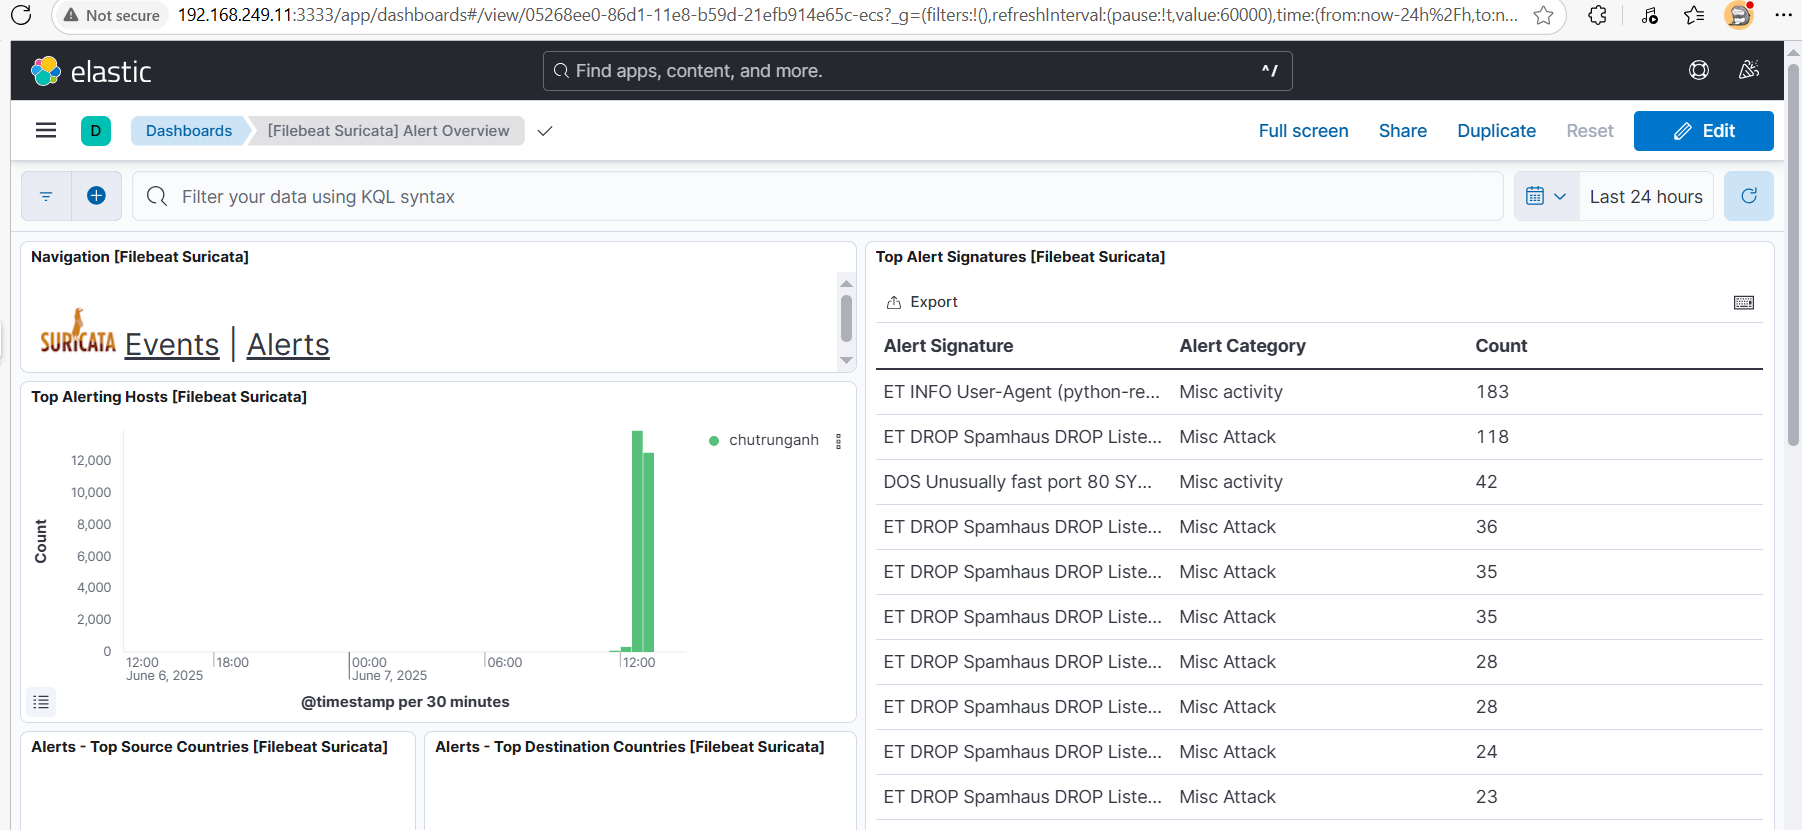 Not secure 192.168.249.11:3333/app/dashboards#/view/05268ee0-86d1-11e8-b59d-21efb914e65c-ecs?_g=(filters:!(),refreshInterval:(pause:!t,value:60000),time:(from:now-24h%2Fh,to:n...
elastic
Find apps, content, and more.
^/
D
Dashboards
[Filebeat Suricata] Alert Overview
Full screen
Share
Duplicate
Reset
Edit
Filter your data using KQL syntax
Last 24 hours
Navigation [Filebeat Suricata]
SURICATA Events | Alerts
Top Alerting Hosts [Filebeat Suricata]
chutrunganh
12,000
10,000
8,000
6,000
4,000
2,000
0
Count
12:00 18:00 00:00 06:00 12:00
June 6, 2025 June 7, 2025
@timestamp per 30 minutes
Alerts - Top Source Countries [Filebeat Suricata]
Alerts - Top Destination Countries [Filebeat Suricata]
Top Alert Signatures [Filebeat Suricata]
Export
Alert Signature Alert Category Count
ET INFO User-Agent (python-re... Misc activity 183
ET DROP Spamhaus DROP Liste... Misc Attack 118
DOS Unusually fast port 80 SY... Misc activity 42
ET DROP Spamhaus DROP Liste... Misc Attack 36
ET DROP Spamhaus DROP Liste... Misc Attack 35
ET DROP Spamhaus DROP Liste... Misc Attack 35
ET DROP Spamhaus DROP Liste... Misc Attack 28
ET DROP Spamhaus DROP Liste... Misc Attack 28
ET DROP Spamhaus DROP Liste... Misc Attack 24
ET DROP Spamhaus DROP Liste... Misc Attack 23